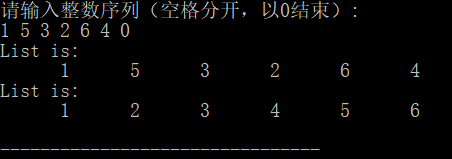 请输入整数序列（空格分开，以0结束）:
1 5 3 2 6 4 0
List is:
1 5 3 2 6 4
List is:
1 2 3 4 5 6
--------------------------------